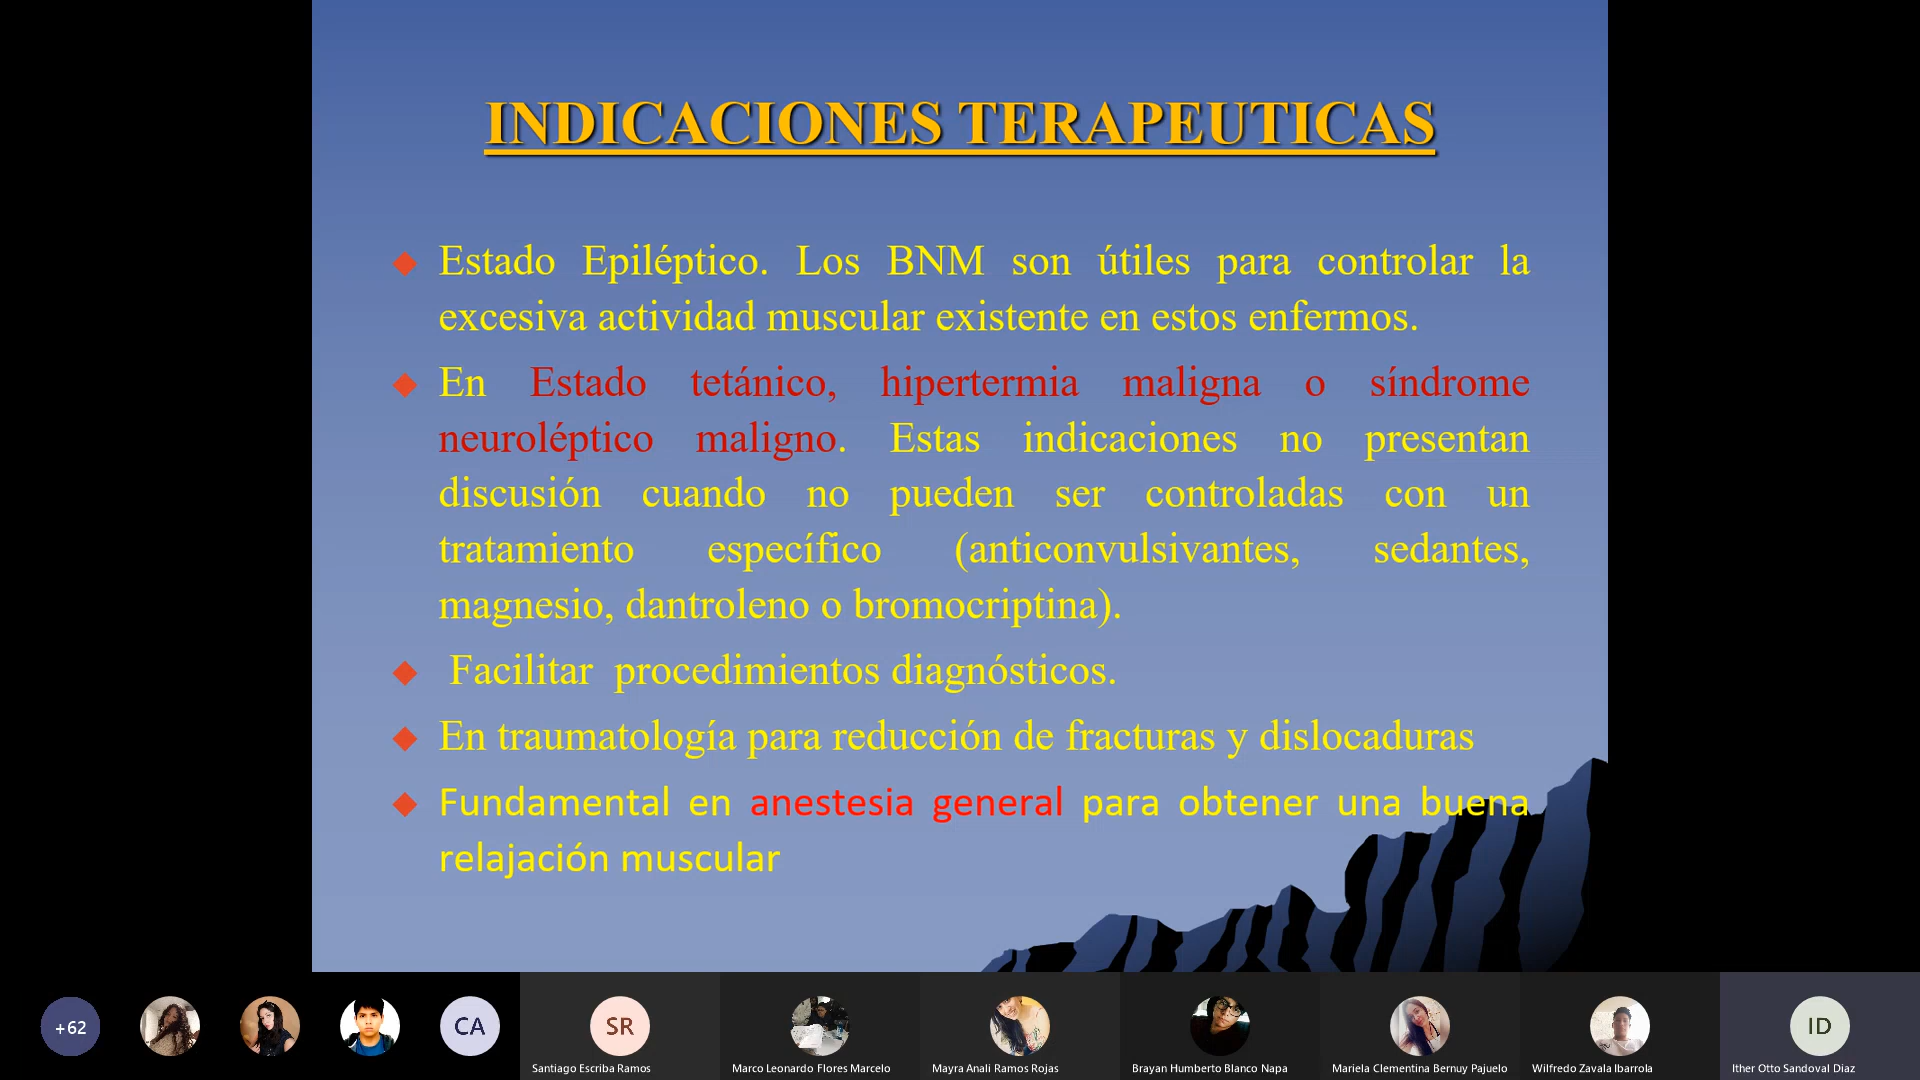 INDICACIONES TERAPEUTICAS
Estado Epiléptico. Los BNM son útiles para controlar la
excesiva actividad muscular existente en estos enfermos.
En Estado tetánico, hipertermia maligna o síndrome
neuroléptico maligno. Estas indicaciones no presentan
discusión cuando no pueden ser controladas con un
tratamiento específico (anticonvulsivantes, sedantes,
magnesio, dantroleno o bromocriptina).
Facilitar procedimientos diagnósticos.
En traumatología para reducción de fracturas y dislocaduras
Fundamental en anestesia general para obtener una buena
relajación muscular
+62
CA
SR
ID
Santiago Escriba Ramos
Marco Leonardo Flores Marcelo
Mayra Anali Ramos Rojas
Brayan Humberto Blanco Napa
Mariela Clementina Bernuy Pajuelo
Wilfredo Zavala Ibarrola
Ither Otto Sandoval Diaz